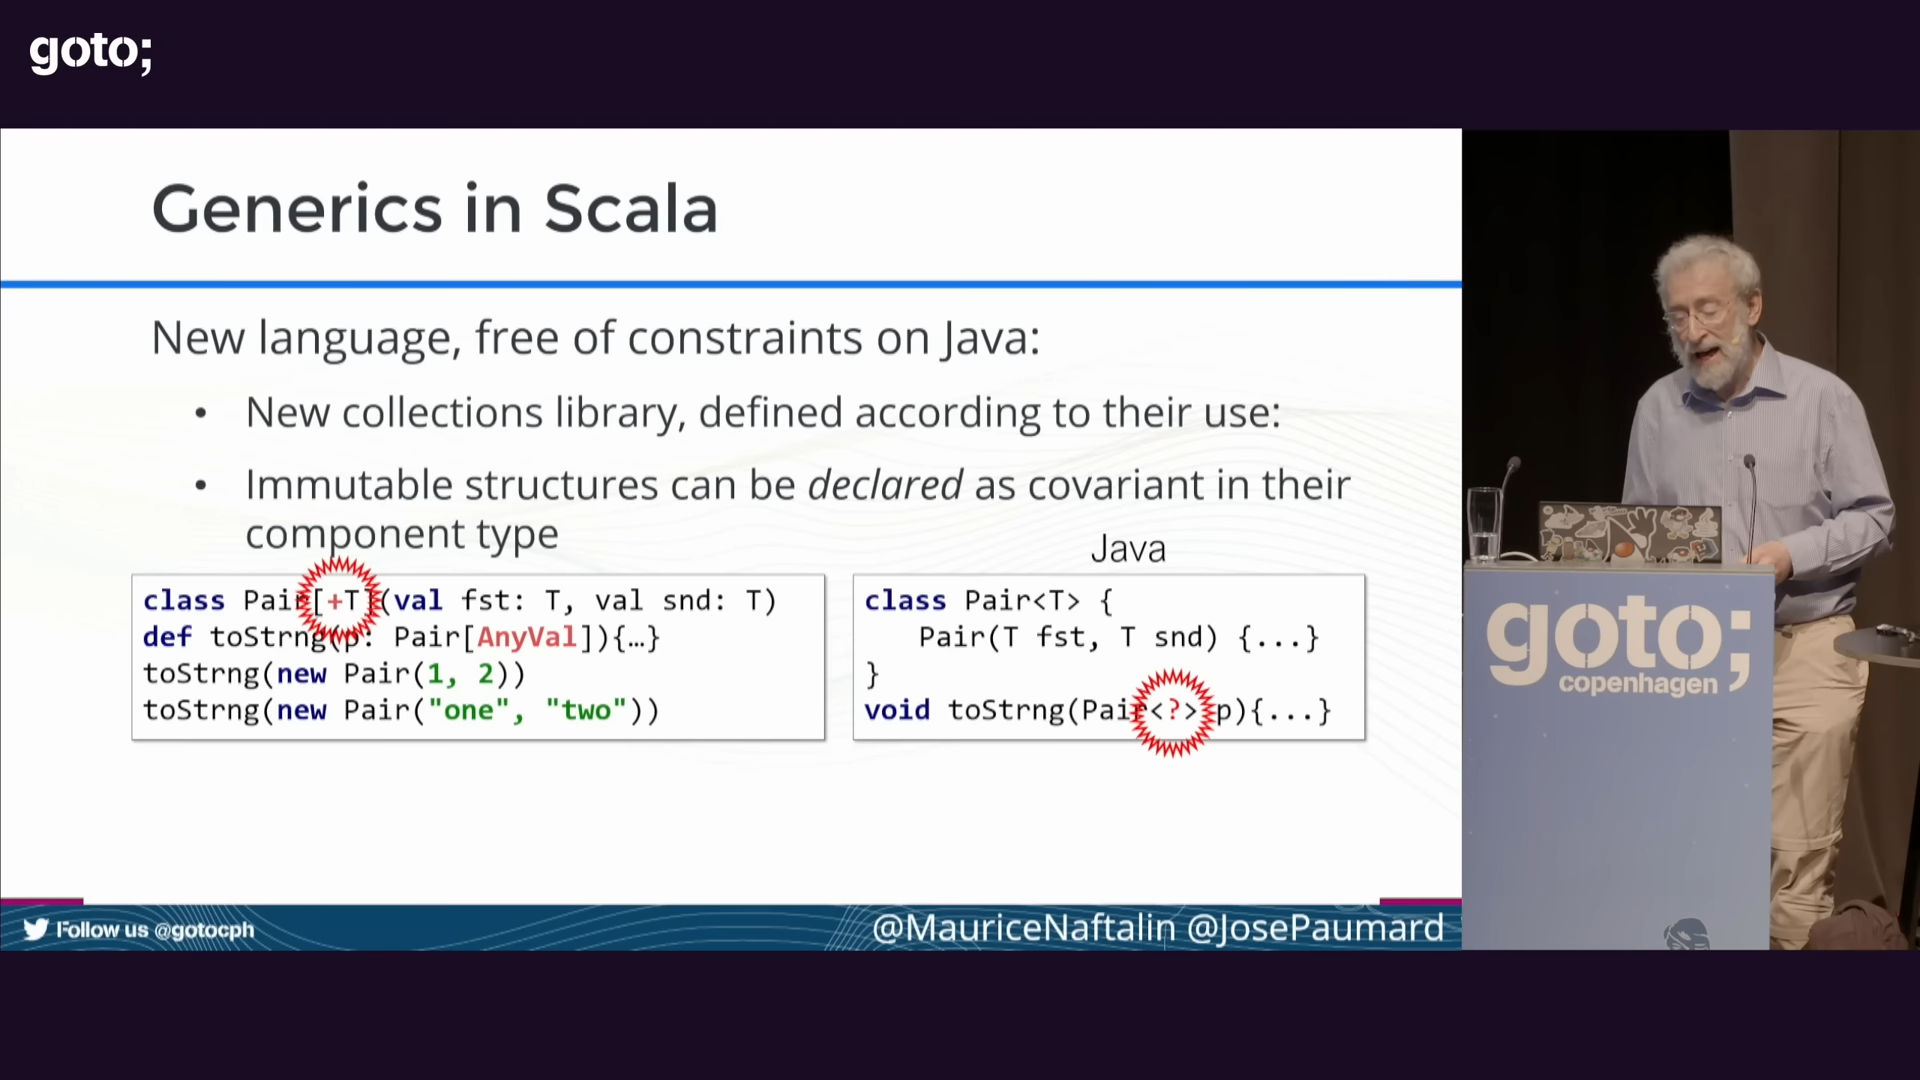 goto;
Generics in Scala
New language, free of constraints on Java:
• New collections library, defined according to their use:
• Immutable structures can be declared as covariant in their
component type
class Pair[+T](val fst: T, val snd: T)
def toStrng(p: Pair[AnyVal]){…}
toStrng(new Pair(1, 2))
toStrng(new Pair("one", "two"))
Java
class Pair<T> {
Pair(T fst, T snd) {...}
}
void toStrng(Pair<?> p){...}
Follow us @gotocph
@MauriceNaftalin @JosePaumard
goto;
copenhagen